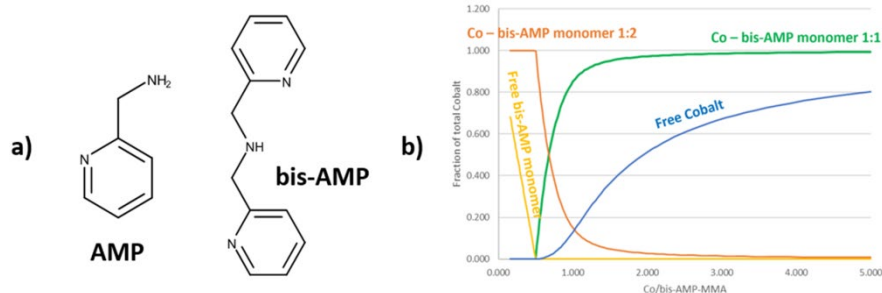 a)
NH₂
N
AMP
N
NH
N
bis-AMP
b)
Fraction of total Cobalt
1.200
1.000
0.800
0.600
0.400
0.200
0.000
Co – bis-AMP monomer 1:2
Co – bis-AMP monomer 1:1
Free bis-AMP monomer
Free Cobalt
0.000 1.000 2.000 3.000 4.000 5.000
Co/bis-AMP-MMA